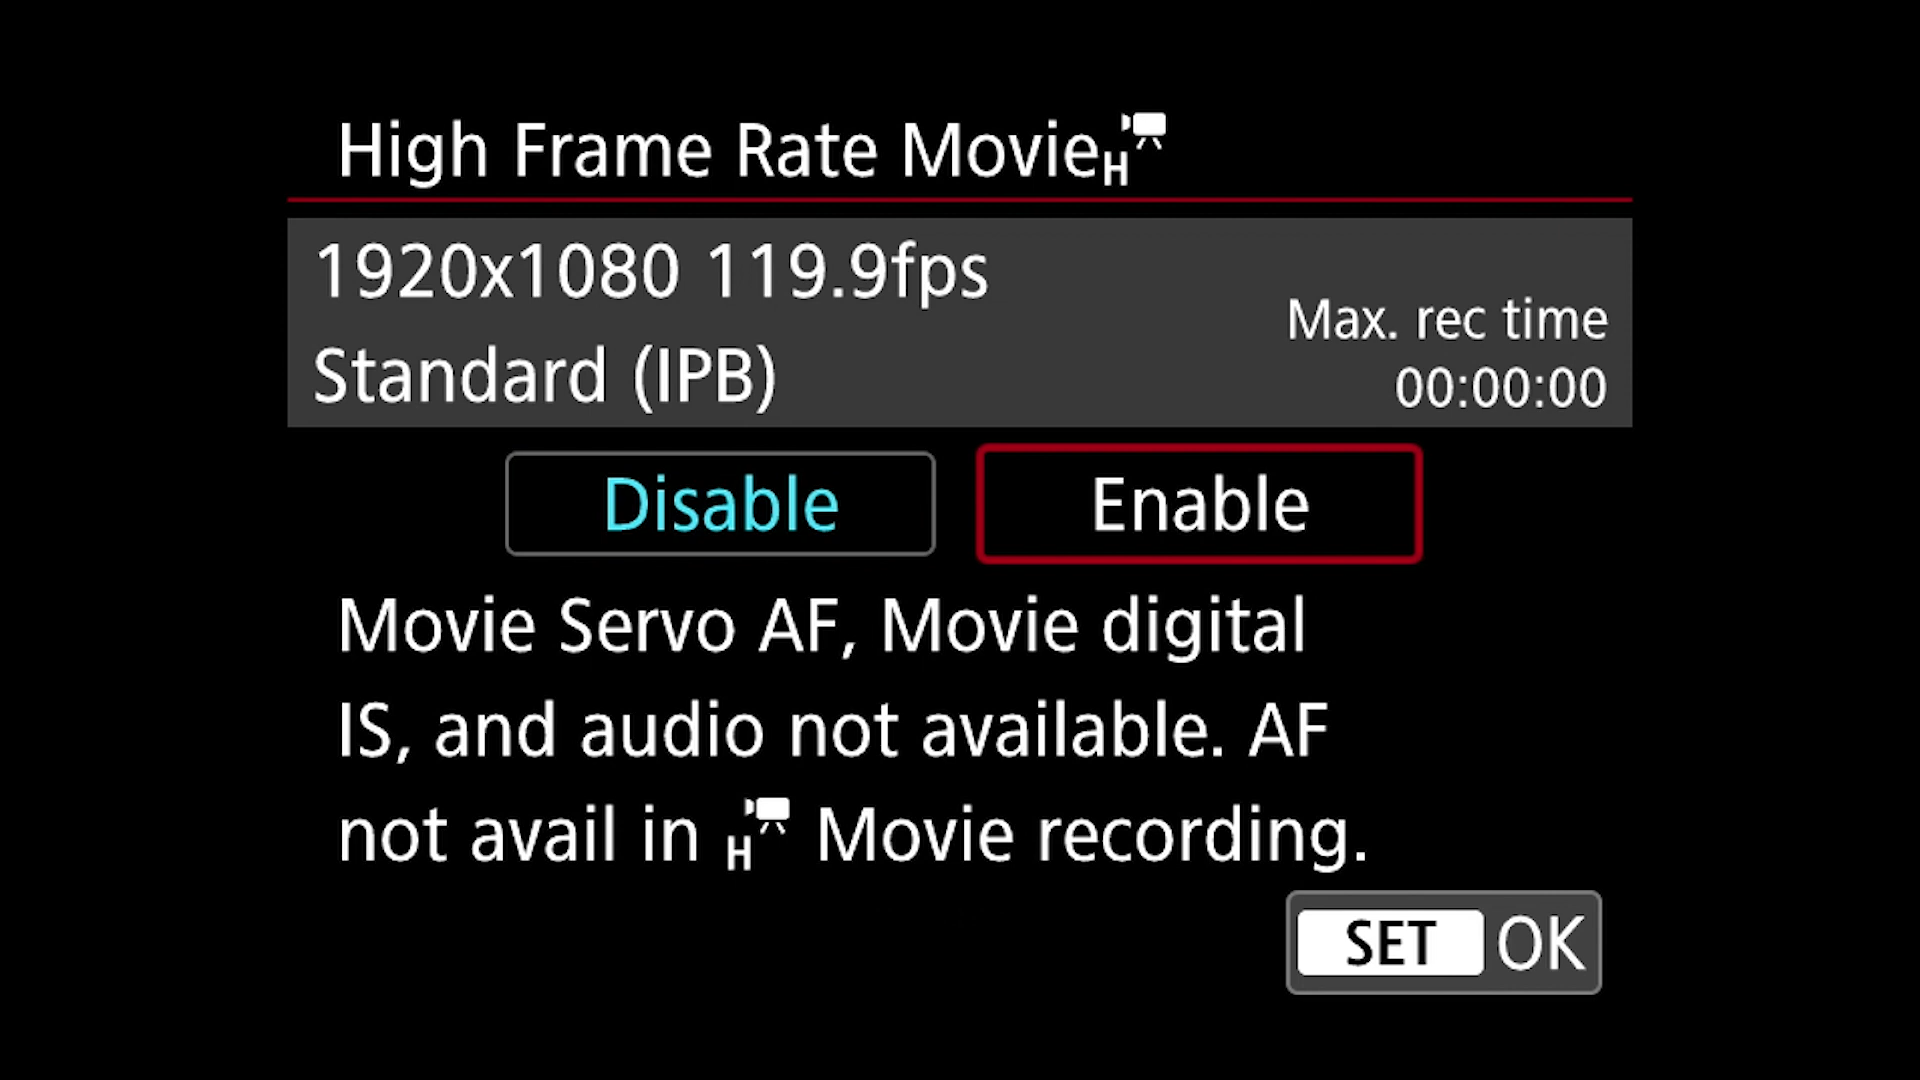 High Frame Rate MovieH
1920x1080 119.9fps
Standard (IPB)
Max. rec time
00:00:00
Disable
Enable
Movie Servo AF, Movie digital
IS, and audio not available. AF
not avail in H Movie recording.
SET OK